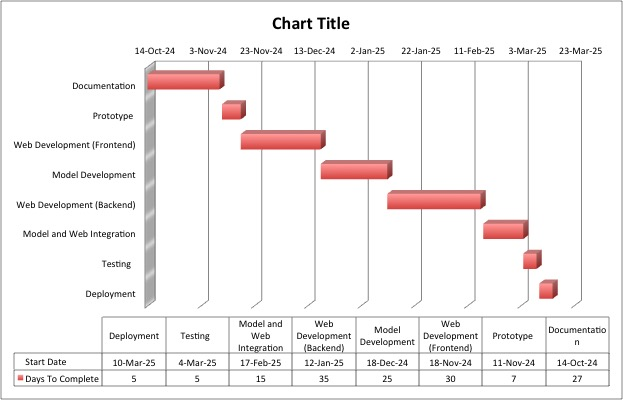 Chart Title
14-Oct-24 3-Nov-24 23-Nov-24 13-Dec-24 2-Jan-25 22-Jan-25 11-Feb-25 3-Mar-25 23-Mar-25
Documentation
Prototype
Web Development (Frontend)
Model Development
Web Development (Backend)
Model and Web Integration
Testing
Deployment
Deployment Testing Model and Web Integration Web Development (Backend) Model Development Web Development (Frontend) Prototype Documentatio n
Start Date 10-Mar-25 4-Mar-25 17-Feb-25 12-Jan-25 18-Dec-24 18-Nov-24 11-Nov-24 14-Oct-24
Days To Complete 5 5 15 35 25 30 7 27